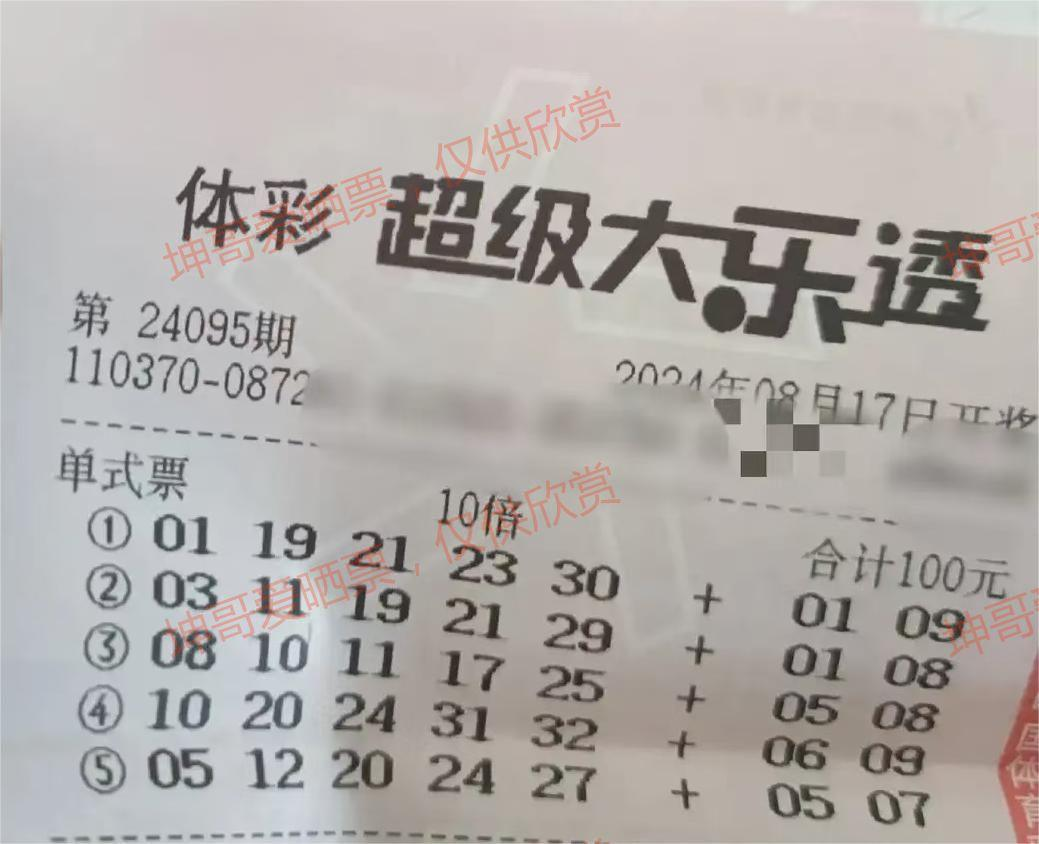 体彩 超级大乐透
第 24095期
110370-0872
2024年08月17日开奖
单式票
10倍
合计100元
① 01 19 21 23 30 + 01 09
② 03 11 19 21 29 + 01 08
③ 08 10 11 17 25 + 05 08
④ 10 20 24 31 32 + 06 09
⑤ 05 12 20 24 27 + 05 07
坤哥爱晒票，仅供欣赏
坤哥爱晒票，仅供欣赏
坤哥
坤哥
国
体
育